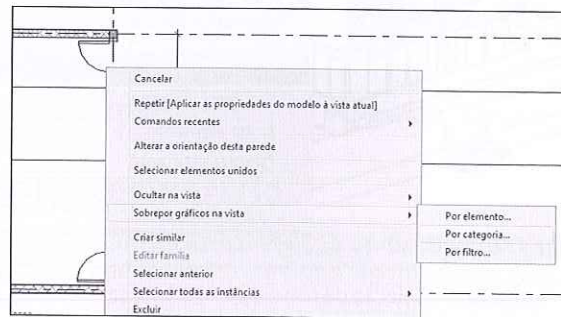 Cancelar
Repetir [Aplicar as propriedades do modelo à vista atual]
Comandos recentes
Alterar a orientação desta parede
Selecionar elementos unidos
Ocultar na vista
Sobrepor gráficos na vista
Por elemento...
Por categoria...
Por filtro...
Criar similar
Editar família
Selecionar anterior
Selecionar todas as instâncias
Excluir